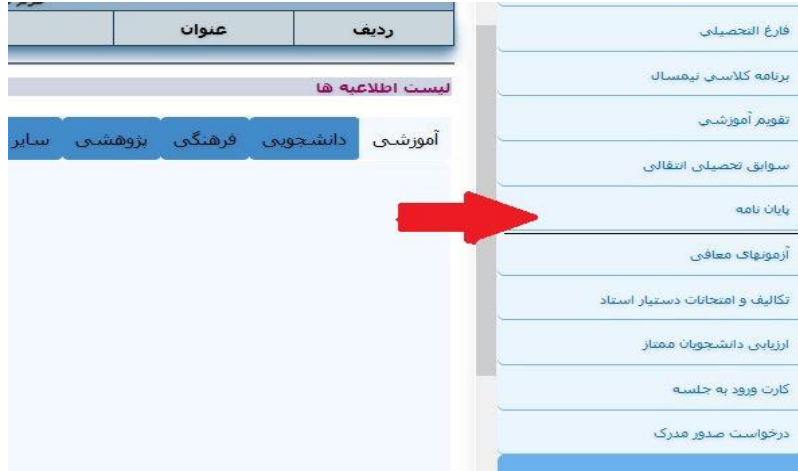 فارغ التحصیلی
برنامه کلاسی نیمسال
تقویم آموزشی
سوابق تحصیلی انتقالی
پایان نامه
آزمونهای معافی
تکالیف و امتحانات دستیار استاد
ارزیابی دانشجویان ممتاز
کارت ورود به جلسه
درخواست صدور مدرک
ردیف عنوان
لیست اطلاعیه ها
آموزشی دانشجویی فرهنگی پژوهشی سایر